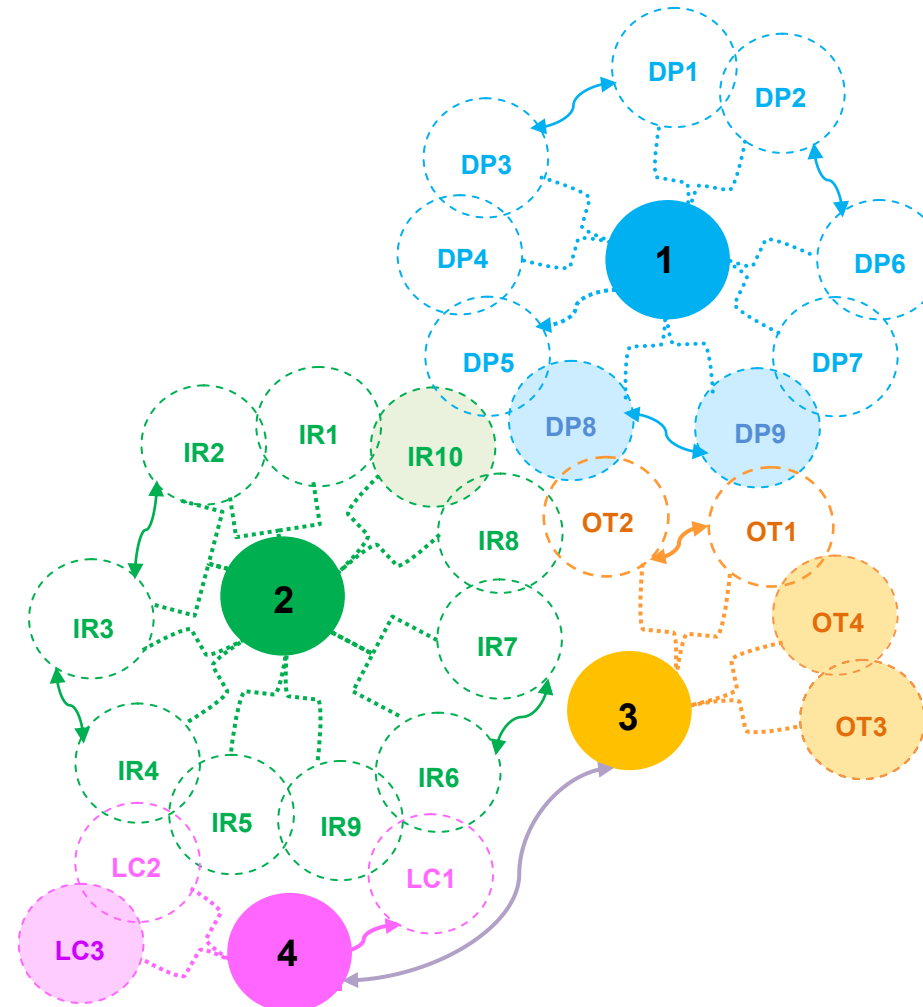 DP1
DP2
DP3
DP4
1
DP6
DP5
DP7
DP8
DP9
IR2
IR1
IR10
IR8
OT2
OT1
IR3
2
IR7
OT4
3
OT3
IR4
IR6
IR5
IR9
LC2
LC1
LC3
4